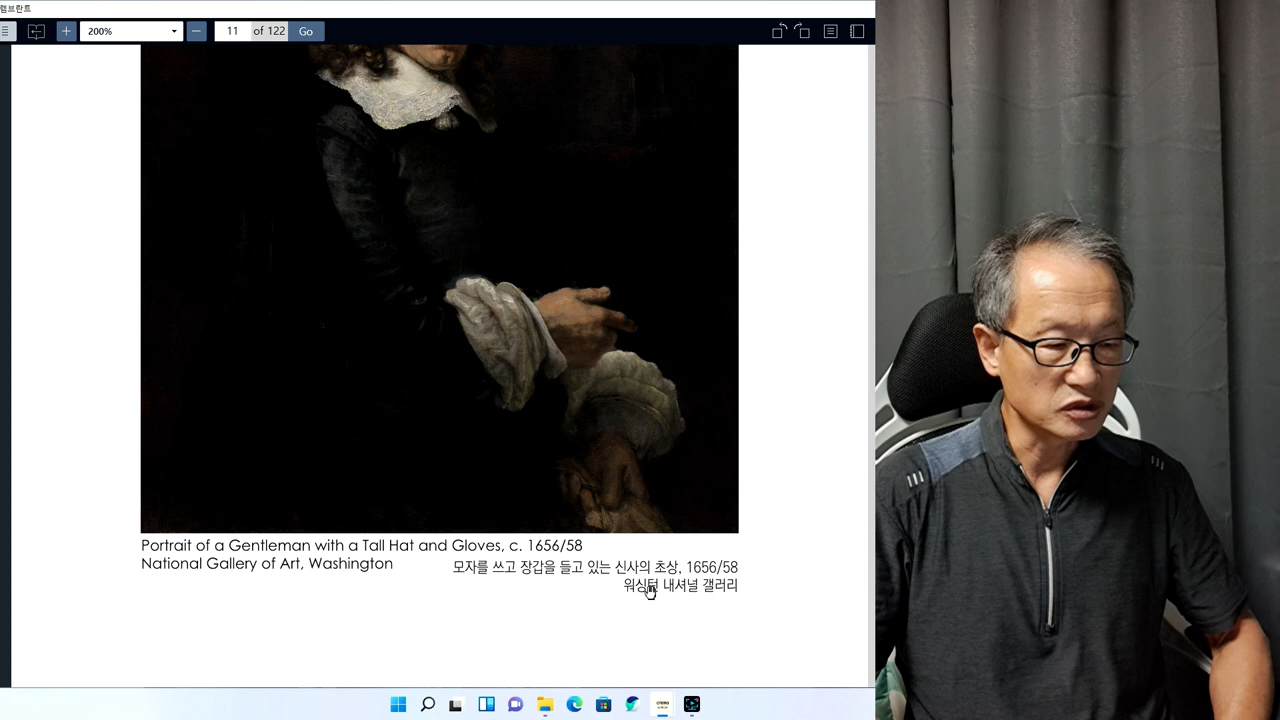 렘브란트
200%
11 of 122 Go
Portrait of a Gentleman with a Tall Hat and Gloves, c. 1656/58
National Gallery of Art, Washington
모자를 쓰고 장갑을 들고 있는 신사의 초상, 1656/58
워싱턴 내셔널 갤러리